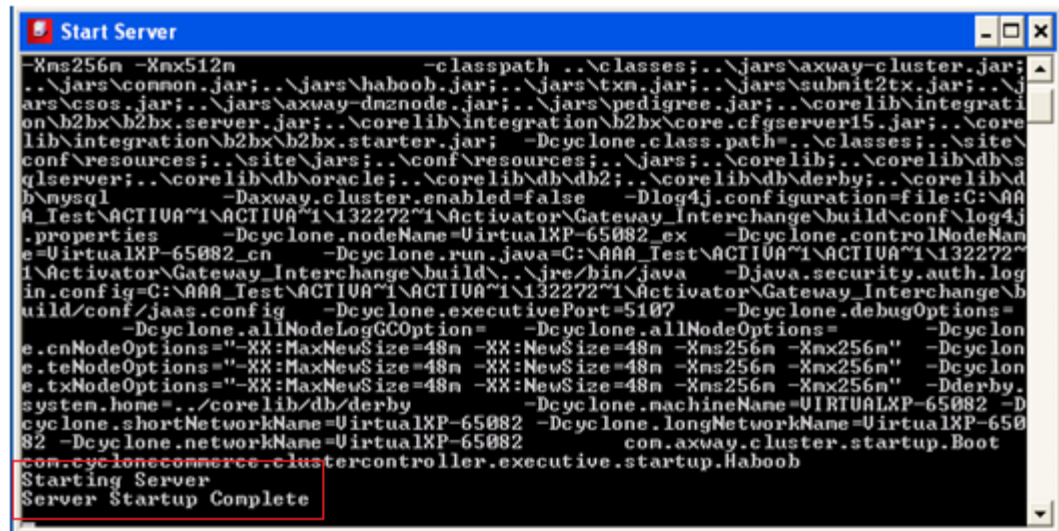 Start Server
-Xms256m -Xmx512m -classpath ..\classes;..\jars\axway-cluster.jar;
..\jars\common.jar;..\jars\haboob.jar;..\jars\txm.jar;..\jars\submit2tx.jar;..\j
ars\csos.jar;..\jars\axway-dmznode.jar;..\jars\pedigree.jar;..\corelib\integrati
on\b2bx\b2bx.server.jar;..\corelib\integration\b2bx\core.cfgserver15.jar;..\core
lib\integration\b2bx\b2bx.starter.jar; -Dcyclone.class.path=..\classes;..\site\
conf\resources;..\site\jars;..\conf\resources;..\jars;..\corelib;..\corelib\db\s
qlserver;..\corelib\db\oracle;..\corelib\db\db2;..\corelib\db\derby;..\corelib\d
b\mysql -Daxway.cluster.enabled=false -Dlog4j.configuration=file:C:\AA
A_Test\ACTIVA~1\ACTIVA~1\132272~1\Activator\Gateway_Interchange\build\conf\log4j
.properties -Dcyclone.nodeName=VirtualXP-65082_ex -Dcyclone.controlNodeNam
e=VirtualXP-65082_cn -Dcyclone.run.java=C:\AAA_Test\ACTIVA~1\ACTIVA~1\132272~
1\Activator\Gateway_Interchange\build\..\jre/bin/java -Djava.security.auth.log
in.config=C:\AAA_Test\ACTIVA~1\ACTIVA~1\132272~1\Activator\Gateway_Interchange\b
uild/conf/jaas.config -Dcyclone.executivePort=5107 -Dcyclone.debugOptions=
-Dcyclone.allNodeLogGCOption= -Dcyclone.allNodeOptions= -Dcyclon
e.cnNodeOptions="-XX:MaxNewSize=48m -XX:NewSize=48m -Xms256m -Xmx256m" -Dcyclon
e.teNodeOptions="-XX:MaxNewSize=48m -XX:NewSize=48m -Xms256m -Xmx256m" -Dcyclon
e.txNodeOptions="-XX:MaxNewSize=48m -XX:NewSize=48m -Xms256m -Xmx256m" -Dderby.
system.home=../corelib/db/derby -Dcyclone.machineName=VIRTUALXP-65082 -D
cyclone.shortNetworkName=VirtualXP-65082 -Dcyclone.longNetworkName=VirtualXP-650
82 -Dcyclone.networkName=VirtualXP-65082 com.axway.cluster.startup.Boot
com.cyclonecommerce.clustercontroller.executive.startup.Haboob
Starting Server
Server Startup Complete